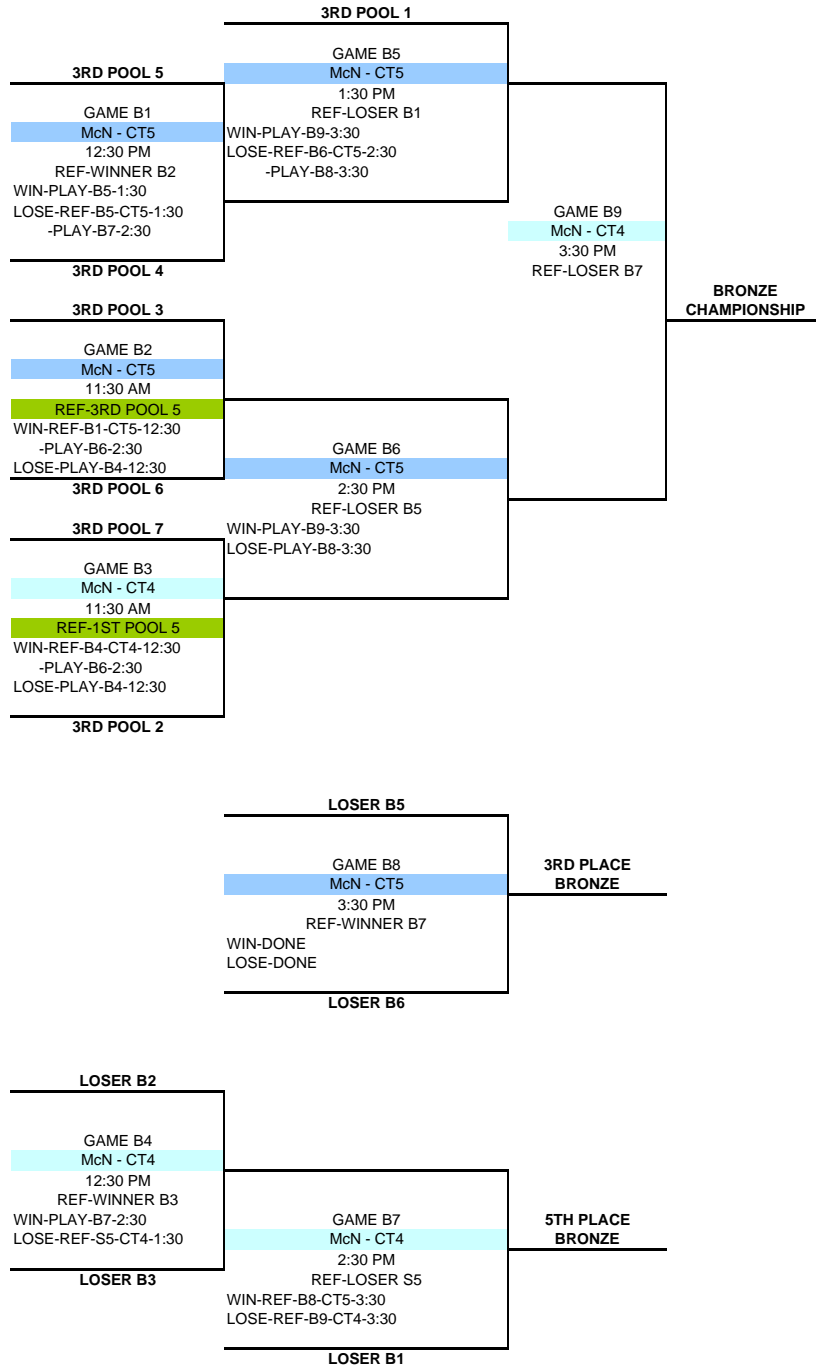 3RD POOL 1
GAME B5
McN - CT5
1:30 PM
REF-LOSER B1
WIN-PLAY-B9-3:30
LOSE-REF-B6-CT5-2:30
-PLAY-B8-3:30
3RD POOL 5
GAME B1
McN - CT5
12:30 PM
REF-WINNER B2
WIN-PLAY-B5-1:30
LOSE-REF-B5-CT5-1:30
-PLAY-B7-2:30
3RD POOL 4
GAME B9
McN - CT4
3:30 PM
REF-LOSER B7
BRONZE
CHAMPIONSHIP
3RD POOL 3
GAME B2
McN - CT5
11:30 AM
REF-3RD POOL 5
WIN-REF-B1-CT5-12:30
-PLAY-B6-2:30
LOSE-PLAY-B4-12:30
3RD POOL 6
GAME B6
McN - CT5
2:30 PM
REF-LOSER B5
WIN-PLAY-B9-3:30
LOSE-PLAY-B8-3:30
3RD POOL 7
GAME B3
McN - CT4
11:30 AM
REF-1ST POOL 5
WIN-REF-B4-CT4-12:30
-PLAY-B6-2:30
LOSE-PLAY-B4-12:30
3RD POOL 2
LOSER B5
GAME B8
McN - CT5
3:30 PM
REF-WINNER B7
WIN-DONE
LOSE-DONE
LOSER B6
3RD PLACE
BRONZE
LOSER B2
GAME B4
McN - CT4
12:30 PM
REF-WINNER B3
WIN-PLAY-B7-2:30
LOSE-REF-S5-CT4-1:30
LOSER B3
GAME B7
McN - CT4
2:30 PM
REF-LOSER S5
WIN-REF-B8-CT5-3:30
LOSE-REF-B9-CT4-3:30
LOSER B1
5TH PLACE
BRONZE